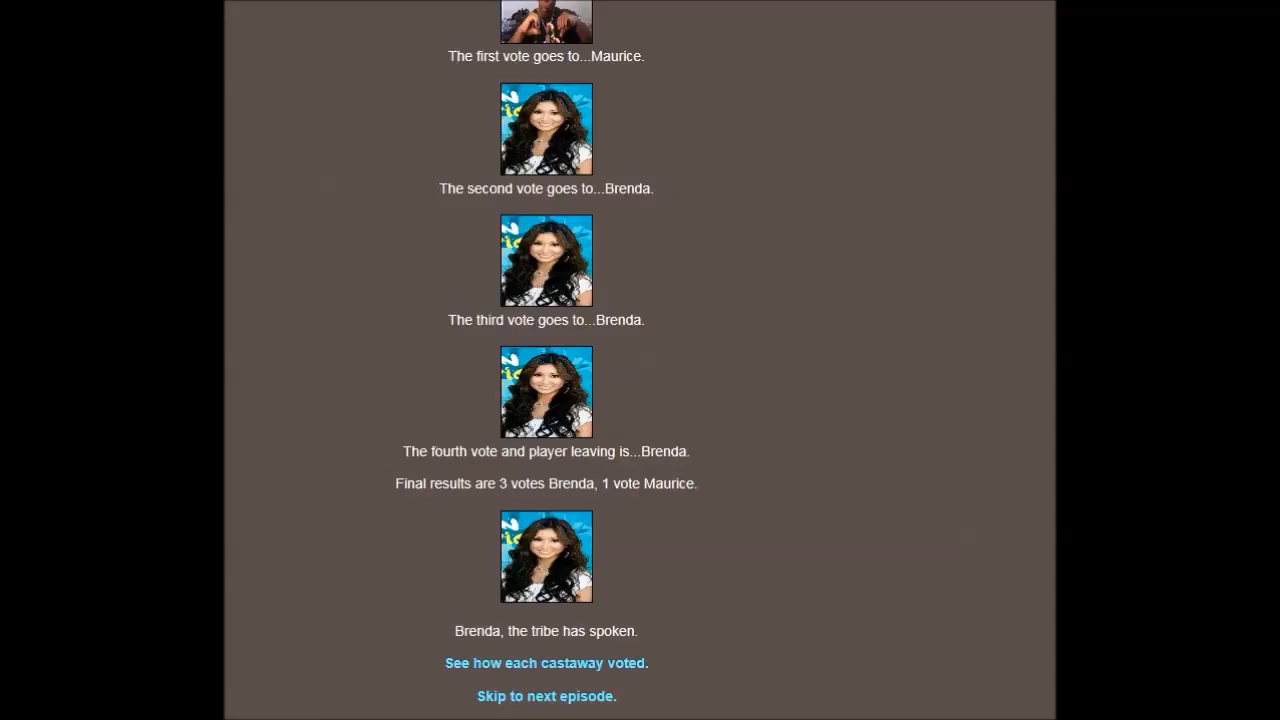 The first vote goes to...Maurice.
The second vote goes to...Brenda.
The third vote goes to...Brenda.
The fourth vote and player leaving is...Brenda.
Final results are 3 votes Brenda, 1 vote Maurice.
Brenda, the tribe has spoken.
See how each castaway voted.
Skip to next episode.